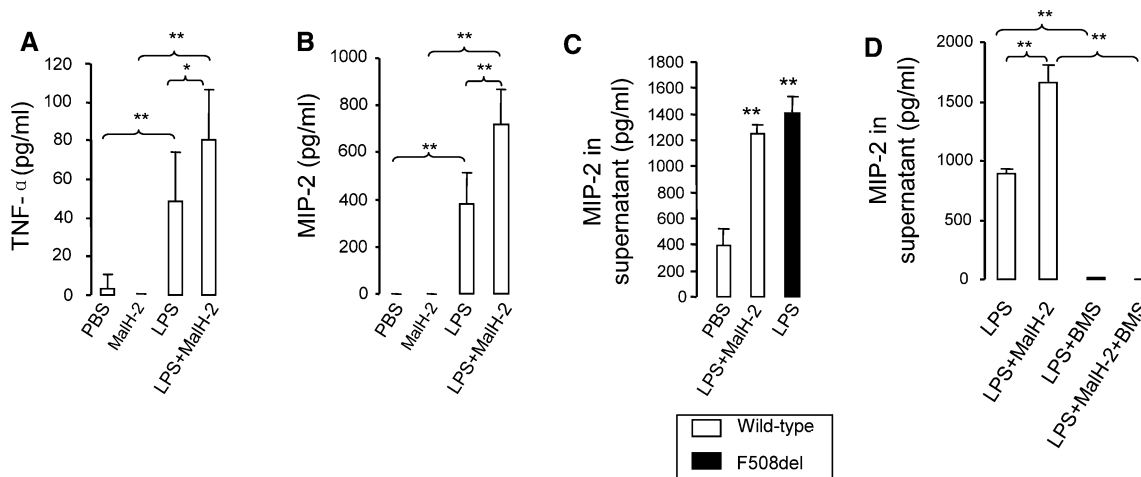 A
TNF-α (pg/ml)
120
100
80
60
40
20
0
**
**
*
PBS
MalH-2
LPS
LPS+MalH-2
B
MIP-2 (pg/ml)
1000
800
600
400
200
0
**
**
**
PBS
MalH-2
LPS
LPS+MalH-2
C
MIP-2 in
supernatant (pg/ml)
1800
1600
1400
1200
1000
800
600
400
200
0
**
**
PBS
LPS+MalH-2
LPS
D
MIP-2 in
supernatant (pg/ml)
2000
1500
1000
500
0
**
**
**
LPS
LPS+MalH-2
LPS+BMS
LPS+MalH-2+BMS
Wild-type
F508del